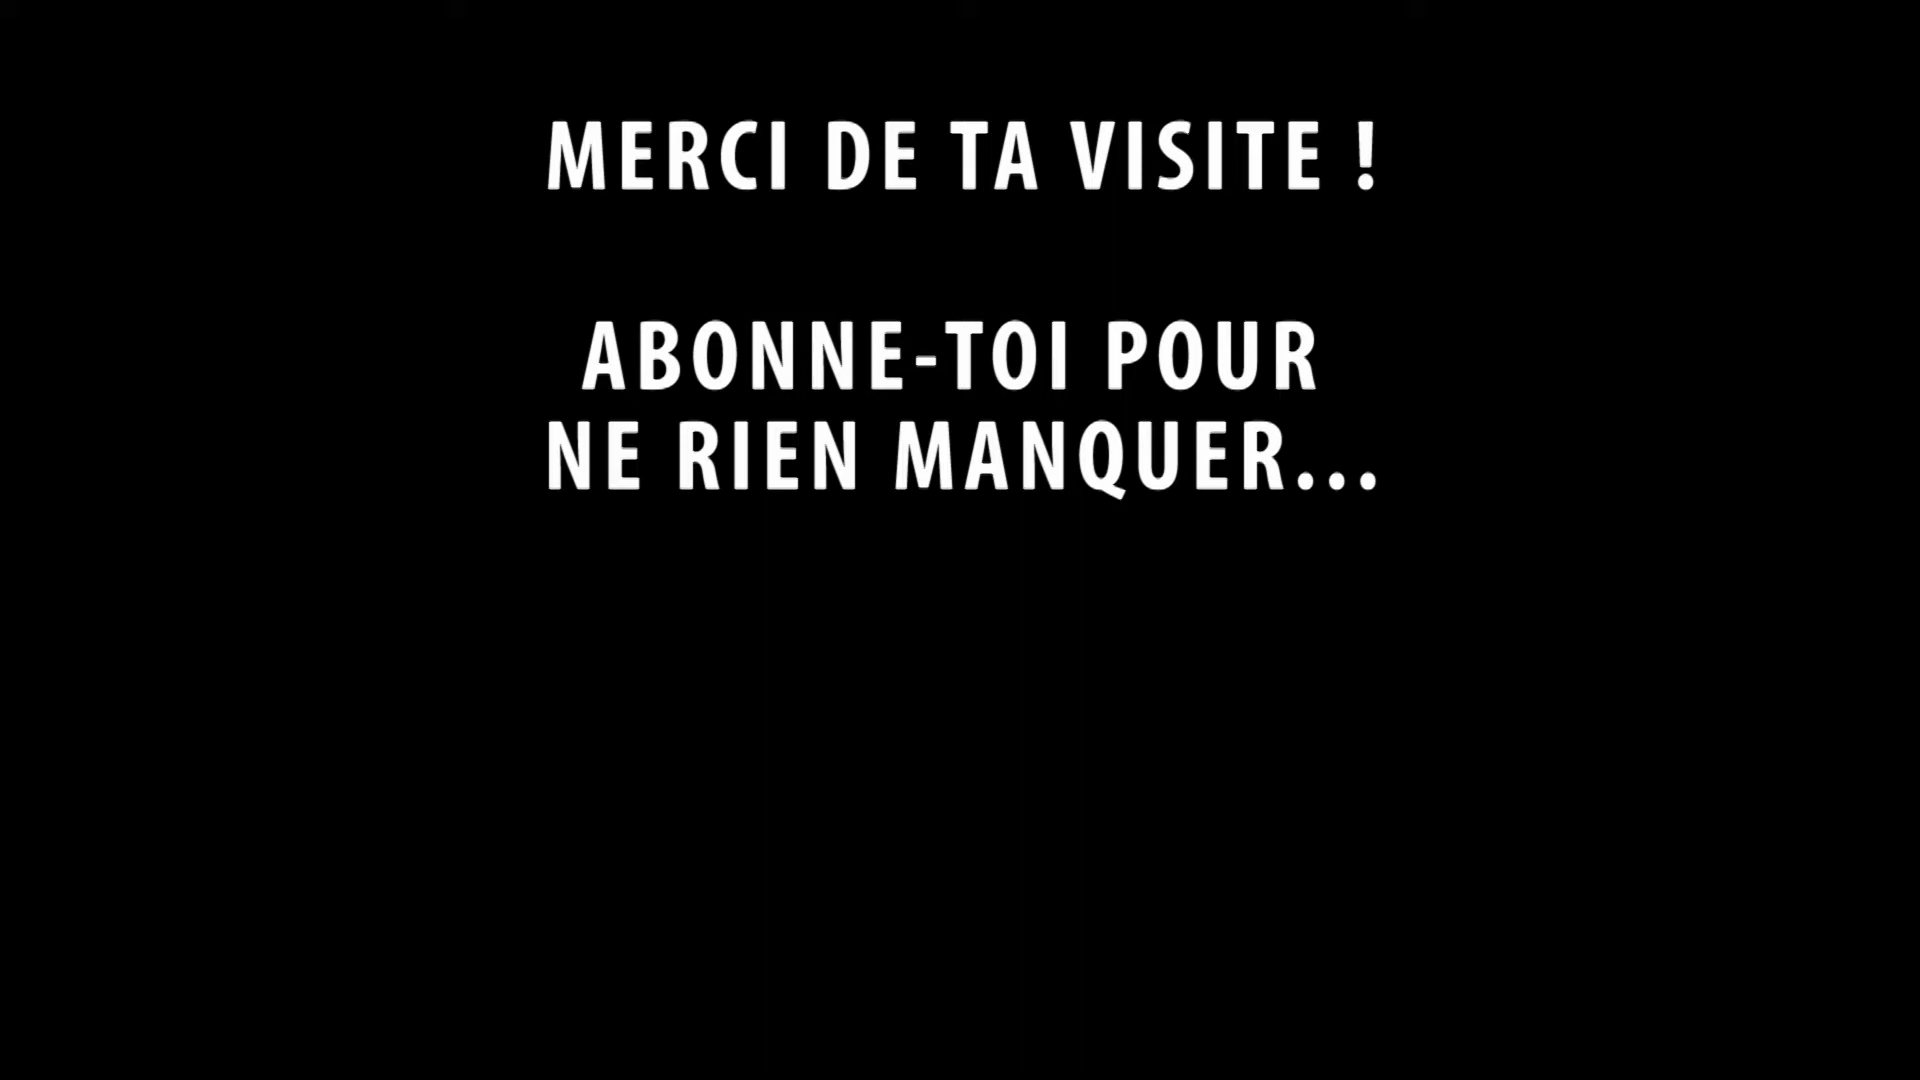 MERCI DE TA VISITE !
ABONNE-TOI POUR
NE RIEN MANQUER...